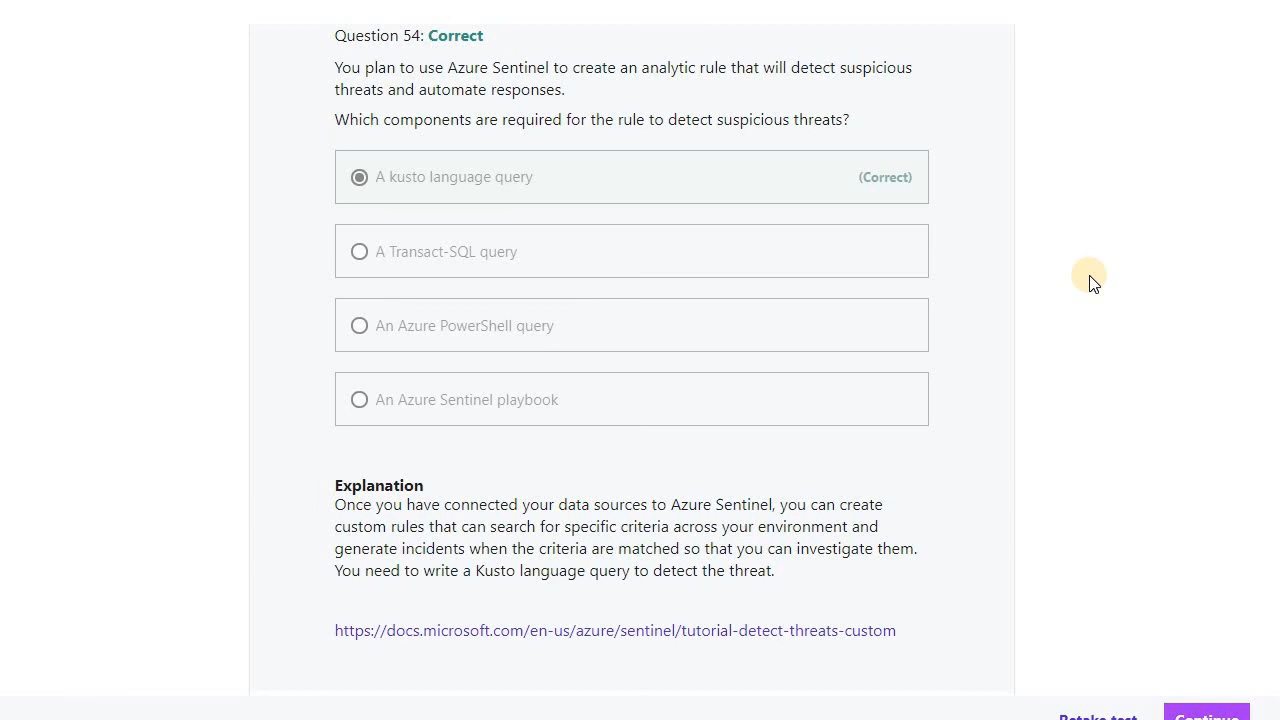 Question 54: Correct
You plan to use Azure Sentinel to create an analytic rule that will detect suspicious
threats and automate responses.
Which components are required for the rule to detect suspicious threats?
A kusto language query
(Correct)
A Transact-SQL query
An Azure PowerShell query
An Azure Sentinel playbook
Explanation
Once you have connected your data sources to Azure Sentinel, you can create
custom rules that can search for specific criteria across your environment and
generate incidents when the criteria are matched so that you can investigate them.
You need to write a Kusto language query to detect the threat.
https://docs.microsoft.com/en-us/azure/sentinel/tutorial-detect-threats-custom
Retake test
Continue